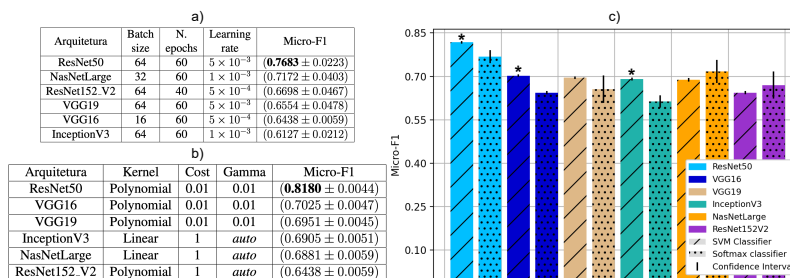 a)
Arquitetura Batch size N. epochs Learning rate Micro-F1
ResNet50 64 60 5 × 10⁻³ (0.7683 ± 0.0223)
NasNetLarge 32 60 1 × 10⁻³ (0.7172 ± 0.0403)
ResNet152_V2 64 40 5 × 10⁻⁴ (0.6698 ± 0.0467)
VGG19 64 60 5 × 10⁻³ (0.6554 ± 0.0478)
VGG16 16 60 5 × 10⁻⁴ (0.6438 ± 0.0059)
InceptionV3 64 60 1 × 10⁻³ (0.6127 ± 0.0212)
b)
Arquitetura Kernel Cost Gamma Micro-F1
ResNet50 Polynomial 0.01 0.01 (0.8180 ± 0.0044)
VGG16 Polynomial 0.01 0.01 (0.7025 ± 0.0047)
VGG19 Polynomial 0.01 0.01 (0.6951 ± 0.0045)
InceptionV3 Linear 1 auto (0.6905 ± 0.0051)
NasNetLarge Linear 1 auto (0.6881 ± 0.0059)
ResNet152_V2 Polynomial 1 auto (0.6438 ± 0.0059)
c)
Micro-F1
0.85
0.70
0.55
0.40
0.25
0.10
*
*
*
ResNet50
VGG16
VGG19
InceptionV3
NasNetLarge
ResNet152V2
SVM Classifier
Softmax classifier
Confidence Interva